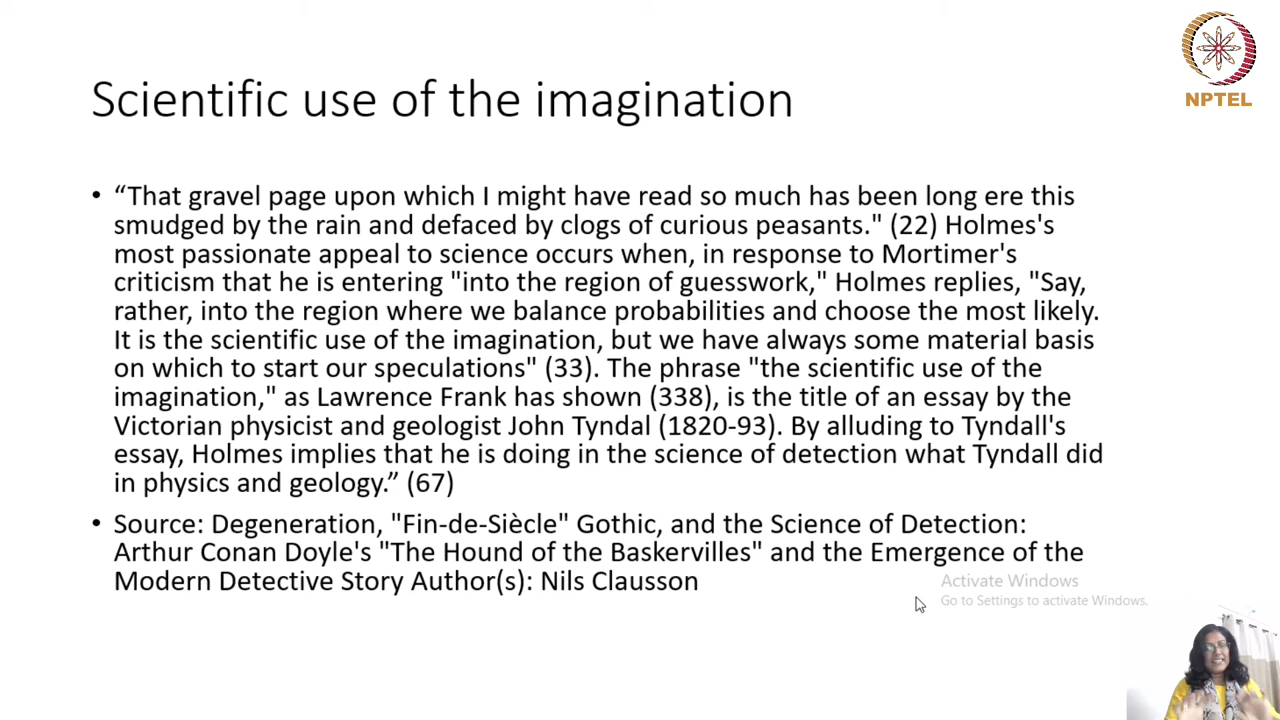 NPTEL
Scientific use of the imagination
• “That gravel page upon which I might have read so much has been long ere this
smudged by the rain and defaced by clogs of curious peasants." (22) Holmes's
most passionate appeal to science occurs when, in response to Mortimer's
criticism that he is entering "into the region of guesswork," Holmes replies, "Say,
rather, into the region where we balance probabilities and choose the most likely.
It is the scientific use of the imagination, but we have always some material basis
on which to start our speculations" (33). The phrase "the scientific use of the
imagination," as Lawrence Frank has shown (338), is the title of an essay by the
Victorian physicist and geologist John Tyndal (1820-93). By alluding to Tyndall's
essay, Holmes implies that he is doing in the science of detection what Tyndall did
in physics and geology.” (67)
• Source: Degeneration, "Fin-de-Siècle" Gothic, and the Science of Detection:
Arthur Conan Doyle's "The Hound of the Baskervilles" and the Emergence of the
Modern Detective Story Author(s): Nils Clausson
Activate Windows
Go to Settings to activate Windows.